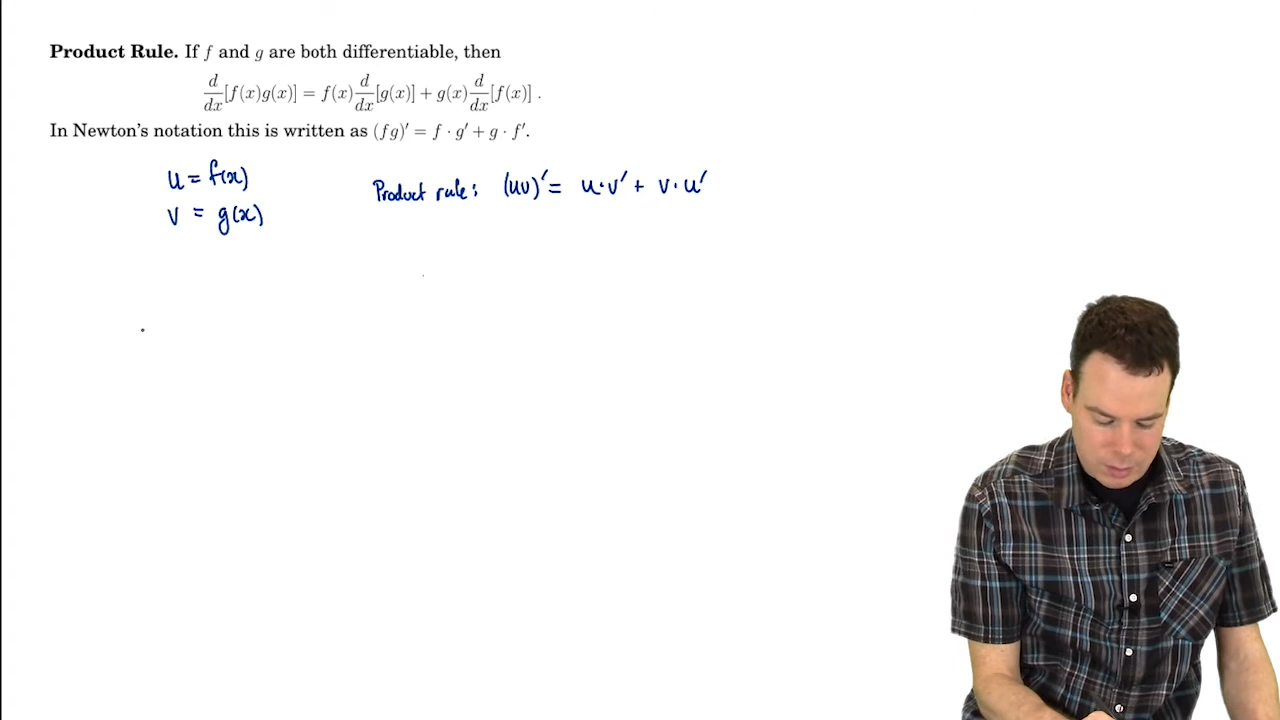 Product Rule. If f and g are both differentiable, then
d/dx [f(x)g(x)] = f(x) d/dx [g(x)] + g(x) d/dx [f(x)] .
In Newton's notation this is written as (fg)′ = f · g′ + g · f′.
u = f(x)
v = g(x)
Product rule: (uv)′ = u·v′ + v·u′